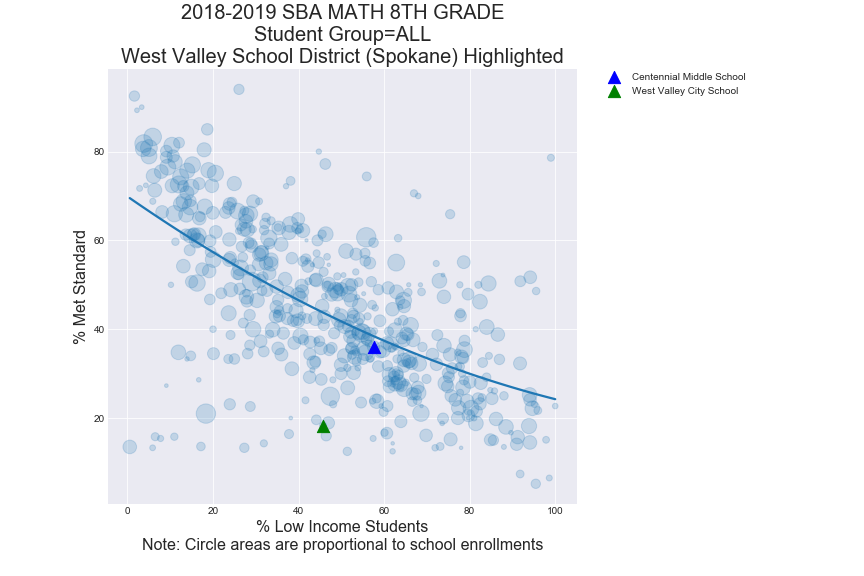 2018-2019 SBA MATH 8TH GRADE
Student Group=ALL
West Valley School District (Spokane) Highlighted
Centennial Middle School
West Valley City School
% Met Standard
80
60
40
20
0
20
40
60
80
100
% Low Income Students
Note: Circle areas are proportional to school enrollments